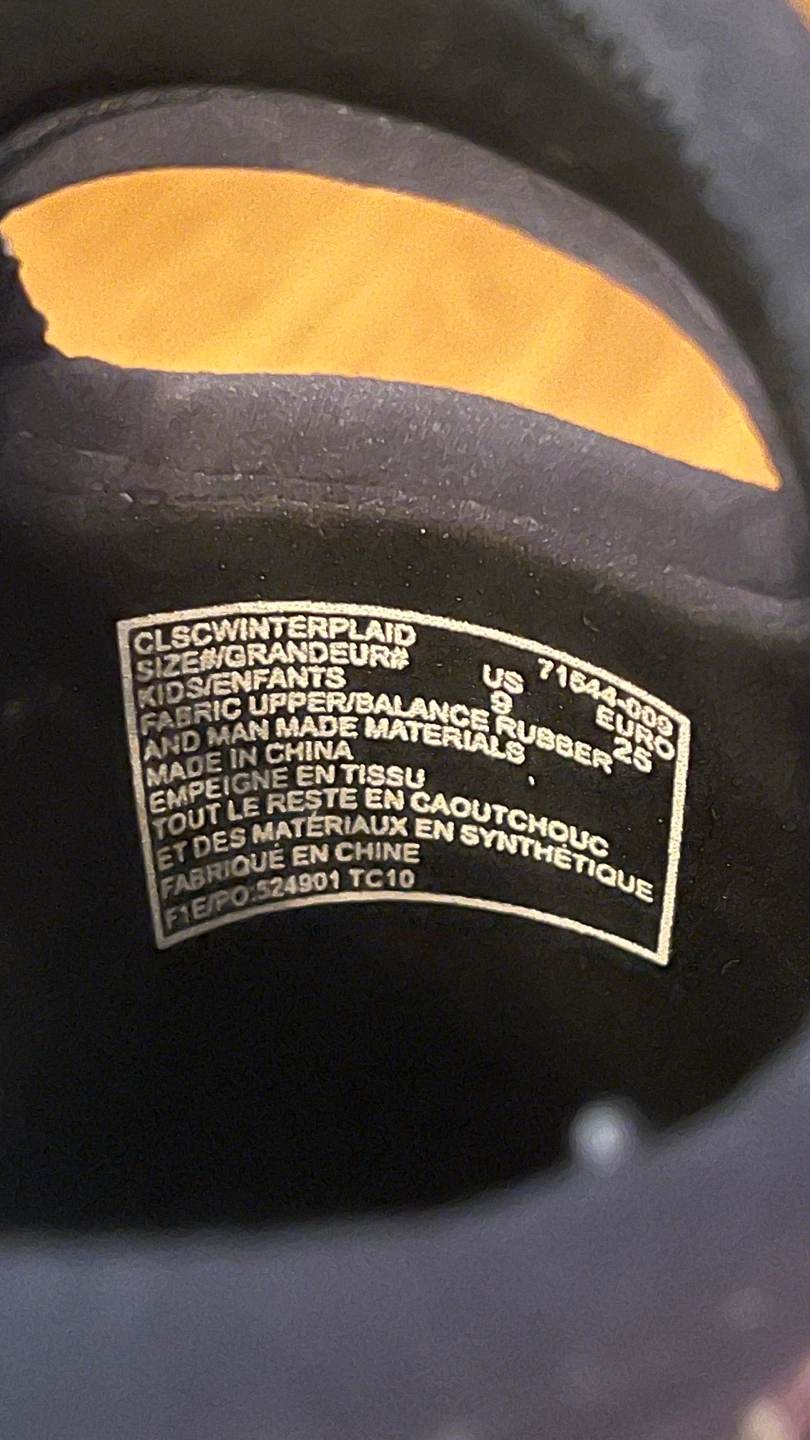 CLSCWINTERPLAID 71544-009
SIZE#/GRANDEUR# US EURO
KIDS/ENFANTS 9 25
FABRIC UPPER/BALANCE RUBBER
AND MAN MADE MATERIALS
MADE IN CHINA
EMPEIGNE EN TISSU
TOUT LE RESTE EN CAOUTCHOUC
ET DES MATÉRIAUX EN SYNTHÉTIQUE
FABRIQUÉ EN CHINE
F1E/PO:524901 TC10